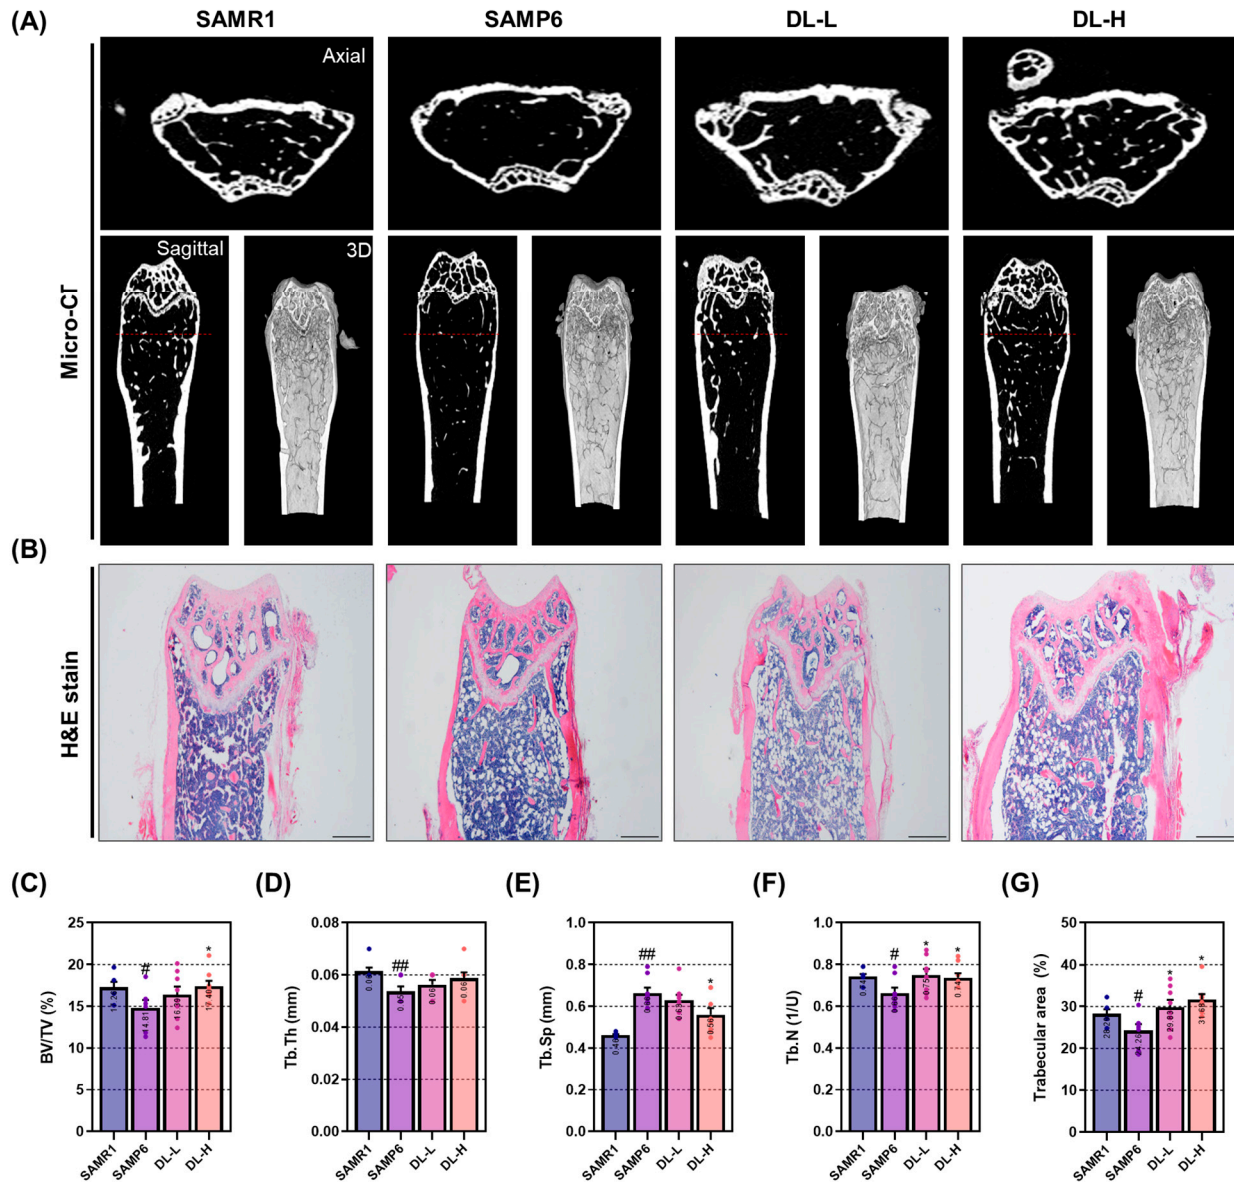 (A)
SAMR1 SAMP6 DL-L DL-H
Axial
Micro-CT
Sagittal 3D
(B)
H&E stain
(C) (D) (E) (F) (G)
BV/TV (%)
25
20
15
10
5
0
#
*
14.81
SAMR1 SAMP6 DL-L DL-H
Tb.Th (mm)
0.08
0.06
0.04
0.02
0.00
##
SAMR1 SAMP6 DL-L DL-H
Tb.Sp (mm)
1.0
0.8
0.6
0.4
0.2
0.0
##
*
SAMR1 SAMP6 DL-L DL-H
Tb.N (1/U)
1.0
0.8
0.6
0.4
0.2
0.0
#
* *
SAMR1 SAMP6 DL-L DL-H
Trabecular area (%)
50
40
30
20
10
0
#
* *
SAMR1 SAMP6 DL-L DL-H